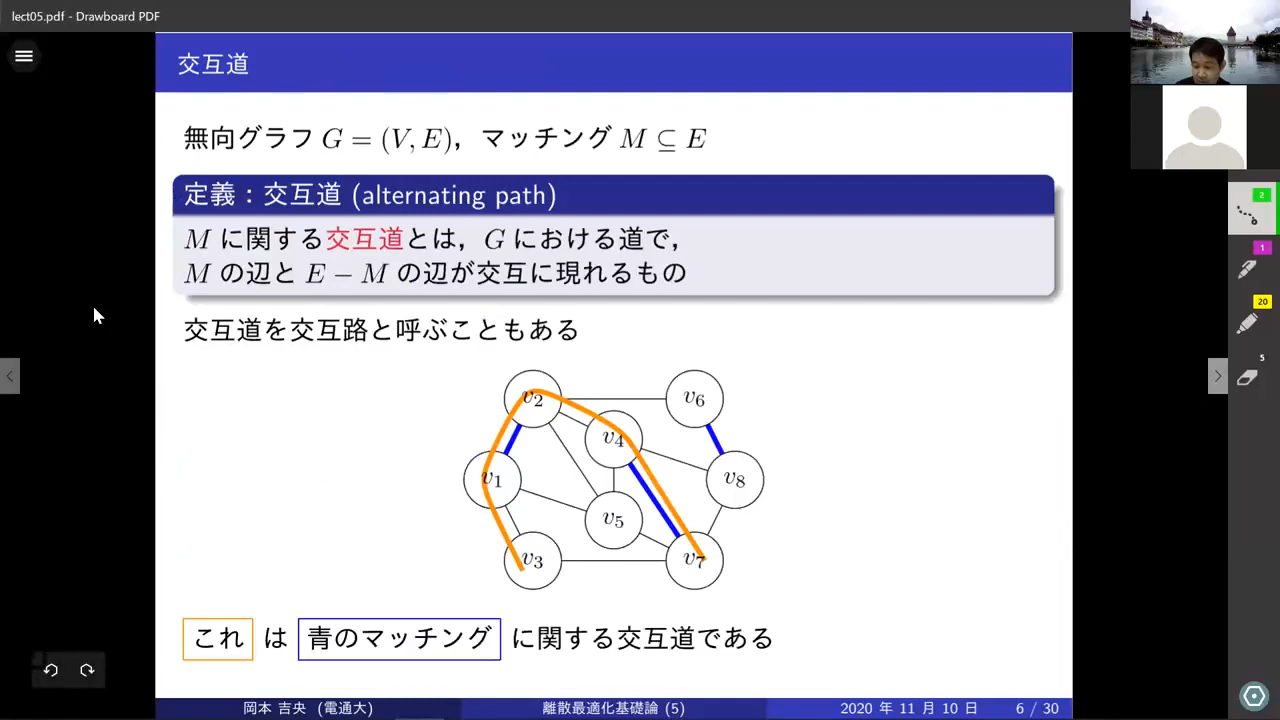 lect05.pdf - Drawboard PDF
交互道
無向グラフ G = (V, E), マッチング M ⊆ E
定義:交互道 (alternating path)
M に関する交互道とは, G における道で,
M の辺と E − M の辺が交互に現れるもの
交互道を交互路と呼ぶこともある
v2
v6
v4
v1
v8
v5
v3
v7
これ は 青のマッチング に関する交互道である
岡本 吉央 (電通大) 離散最適化基礎論 (5) 2020 年 11 月 10 日 6 / 30
2
1
20
5